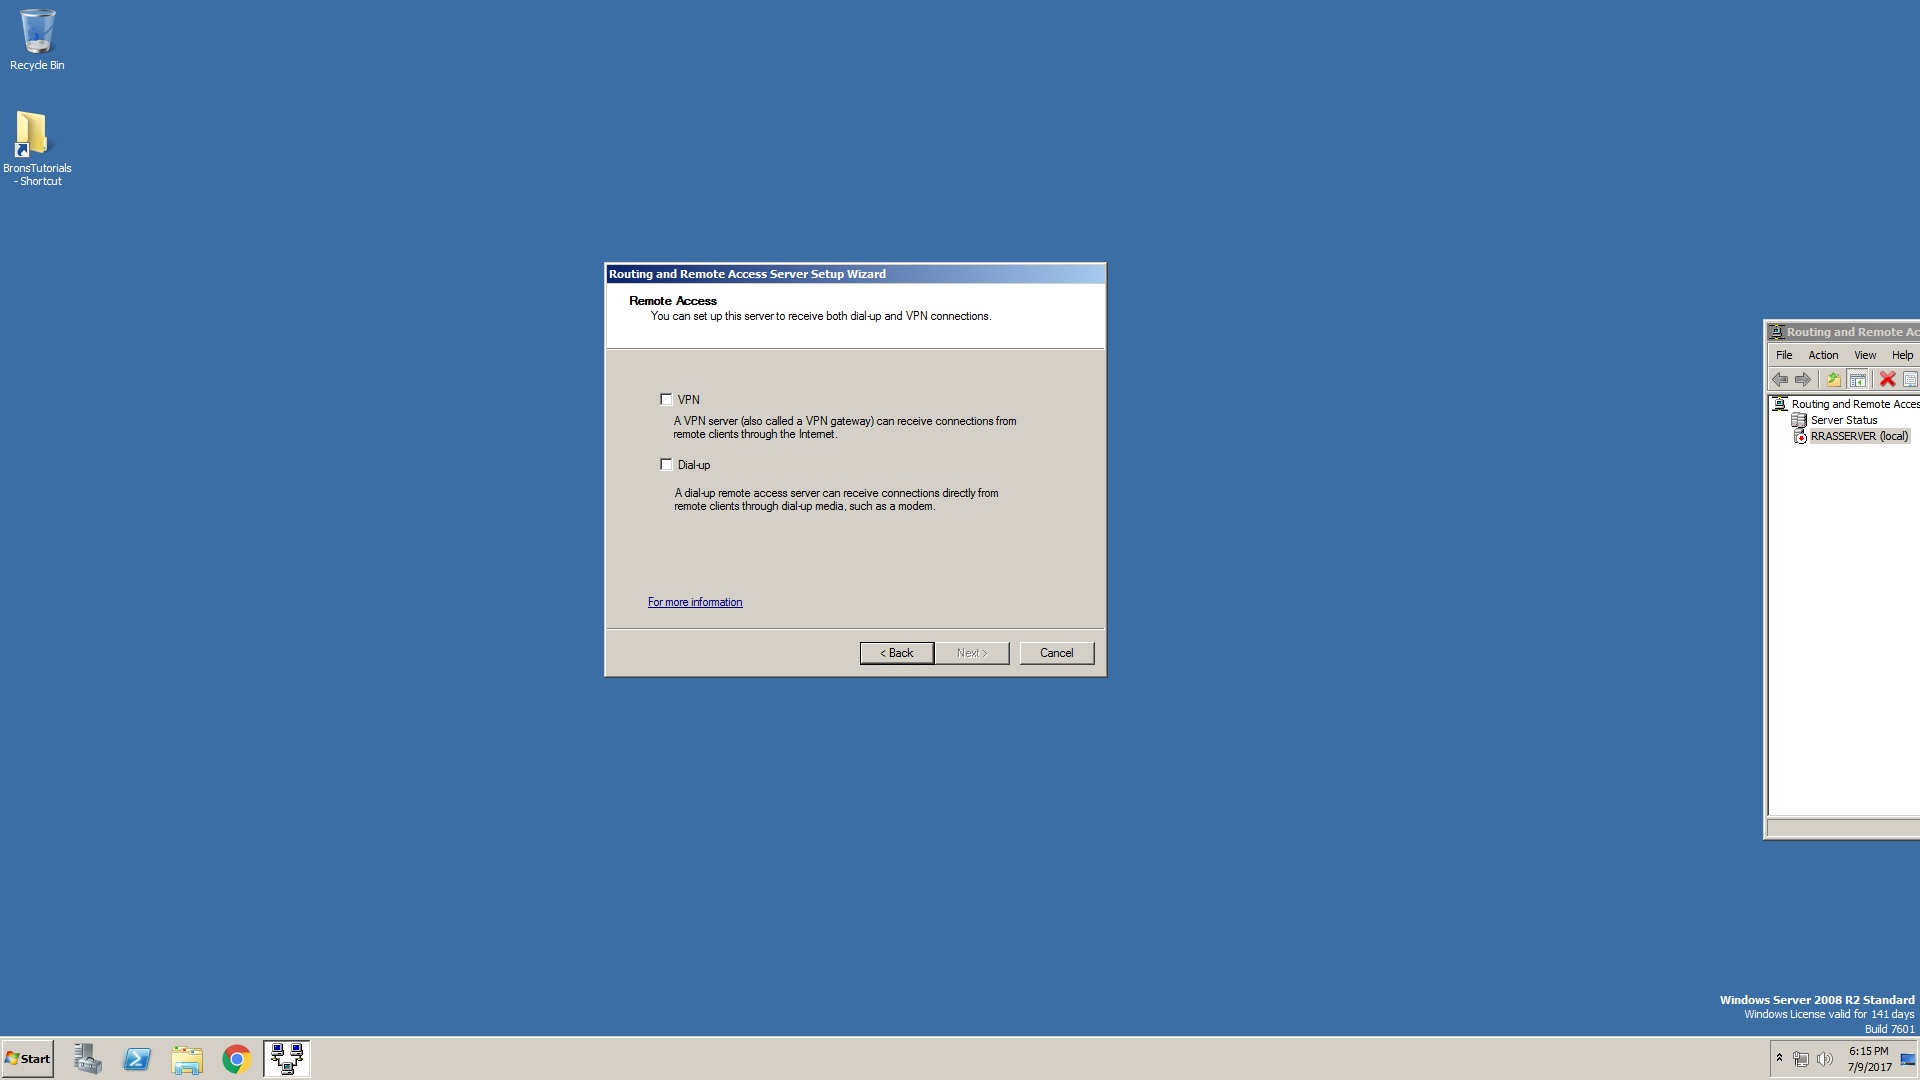 Recycle Bin
BronsTutorials
- Shortcut
Routing and Remote Access Server Setup Wizard
Remote Access
You can set up this server to receive both dial-up and VPN connections.
VPN
A VPN server (also called a VPN gateway) can receive connections from
remote clients through the Internet.
Dial-up
A dial-up remote access server can receive connections directly from
remote clients through dial-up media, such as a modem.
For more information
< Back
Next >
Cancel
Routing and Remote Ac
File Action View Help
Routing and Remote Acces
Server Status
RRASSERVER (local)
Windows Server 2008 R2 Standard
Windows License valid for 141 days
Build 7601
Start
6:15 PM
7/9/2017